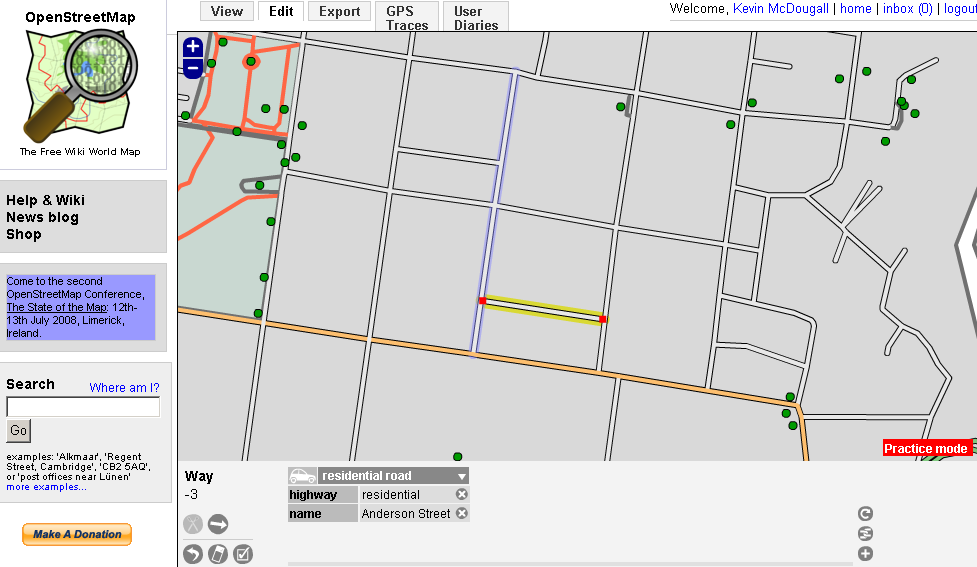 OpenStreetMap
The Free Wiki World Map
View
Edit
Export
GPS
Traces
User
Diaries
Welcome, Kevin McDougall | home | inbox (0) | logout
Help & Wiki
News blog
Shop
Come to the second
OpenStreetMap Conference,
The State of the Map: 12th-
13th July 2008, Limerick,
Ireland.
Search
Where am I?
Go
examples: 'Alkmaar', 'Regent
Street, Cambridge', 'CB2 5AQ',
or 'post offices near Lünen'
more examples...
Make A Donation
Practice mode
Way
-3
residential road
highway residential
name Anderson Street